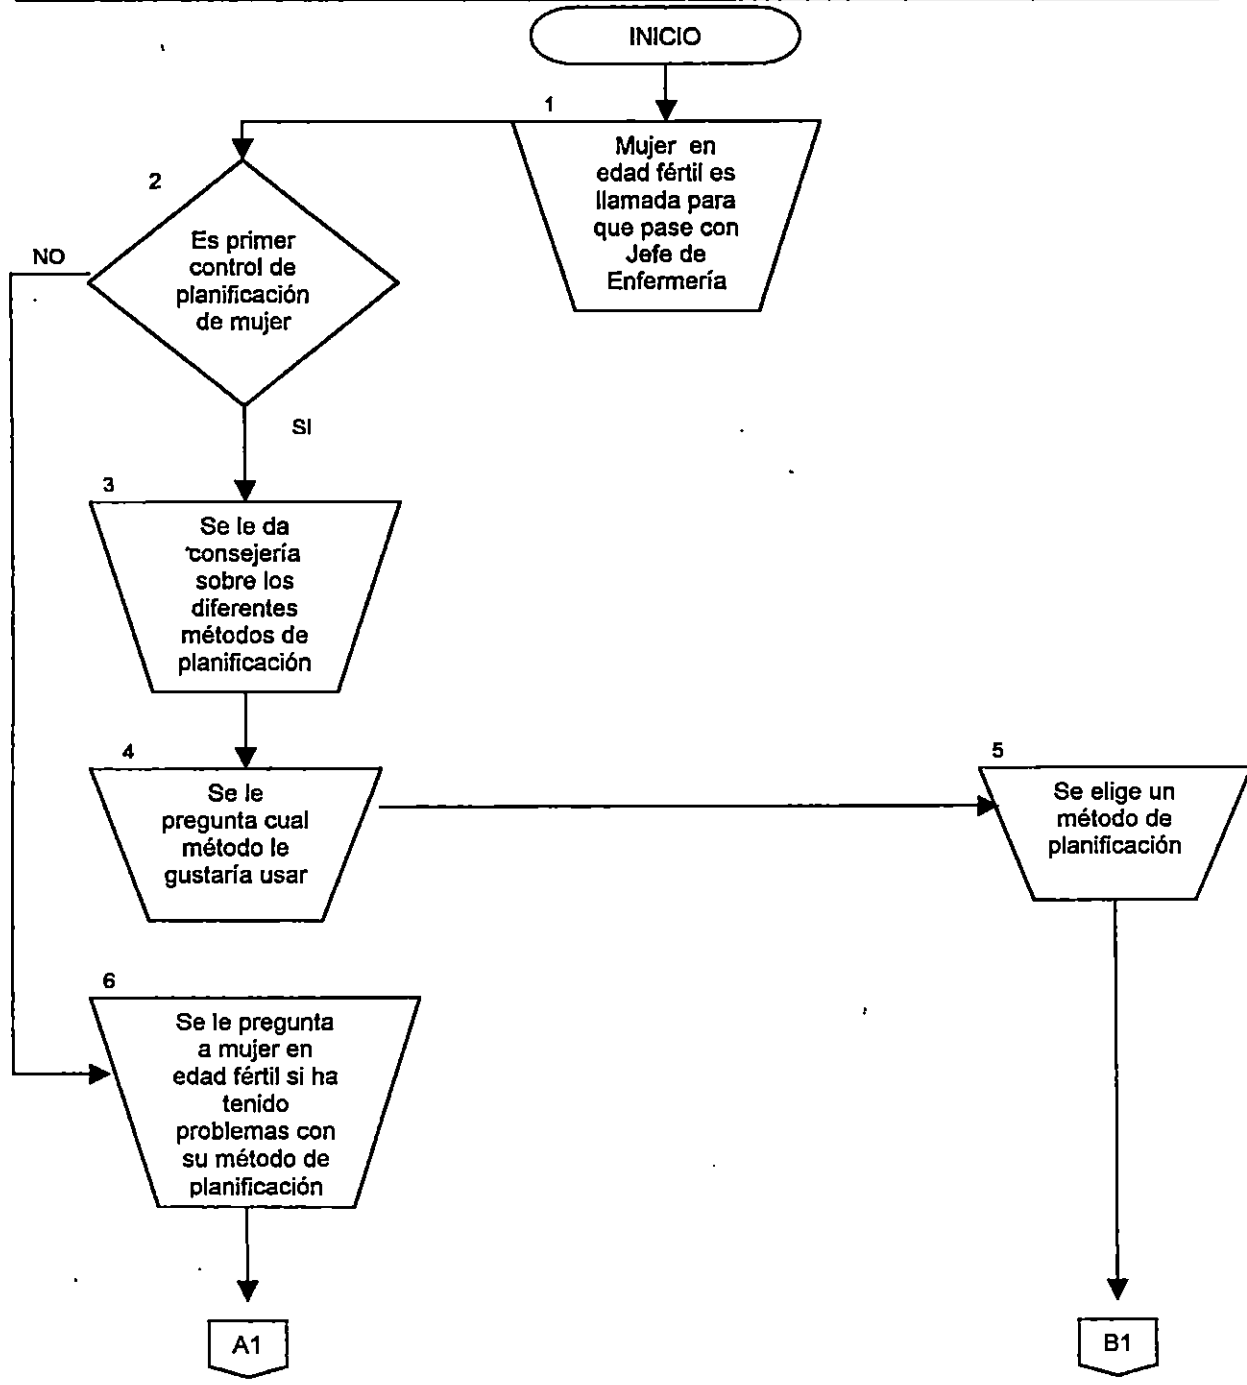 INICIO
1
Mujer en
edad fértil es
llamada para
que pase con
Jefe de
Enfermería
2
Es primer
control de
planificación
de mujer
NO
SI
3
Se le da
consejería
sobre los
diferentes
métodos de
planificación
4
Se le
pregunta cual
método le
gustaría usar
5
Se elige un
método de
planificación
6
Se le pregunta
a mujer en
edad fértil si ha
tenido
problemas con
su método de
planificación
A1
B1